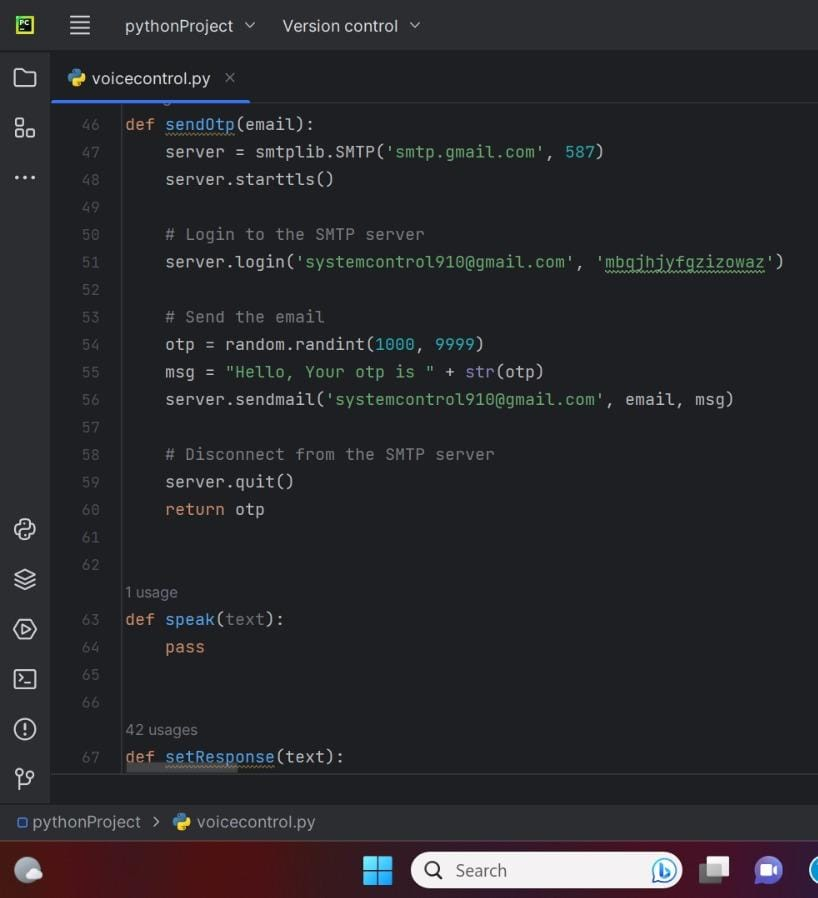 PC
pythonProject Version control
voicecontrol.py
46 def sendOtp(email):
47 server = smtplib.SMTP('smtp.gmail.com', 587)
48 server.starttls()
49
50 # Login to the SMTP server
51 server.login('systemcontrol910@gmail.com', 'mbqjhjyfgzizowaz')
52
53 # Send the email
54 otp = random.randint(1000, 9999)
55 msg = "Hello, Your otp is " + str(otp)
56 server.sendmail('systemcontrol910@gmail.com', email, msg)
57
58 # Disconnect from the SMTP server
59 server.quit()
60 return otp
61
62
1 usage
63 def speak(text):
64 pass
65
66
42 usages
67 def setResponse(text):
pythonProject > voicecontrol.py
Search